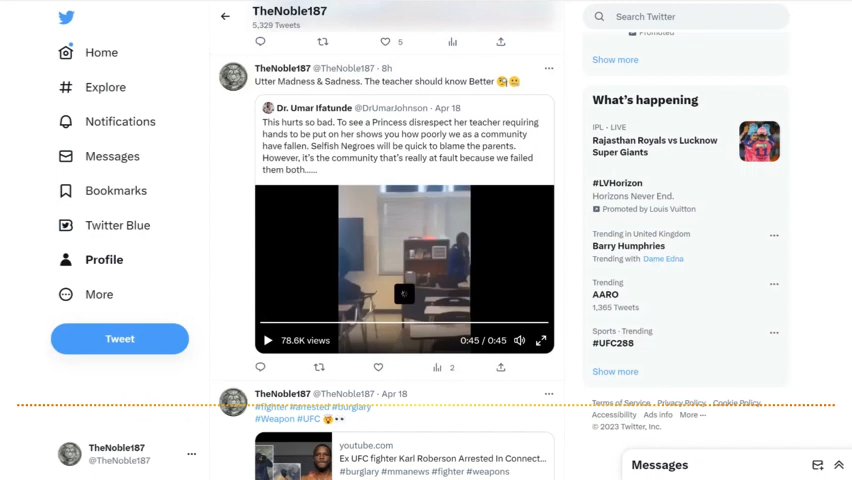 TheNoble187
5,329 Tweets
Search Twitter
Home
Explore
Notifications
Messages
Bookmarks
Twitter Blue
Profile
More
Tweet
TheNoble187
@TheNoble187
5
TheNoble187 @TheNoble187 · 8h
Utter Madness & Sadness. The teacher should know Better
Dr. Umar Ifatunde @DrUmarJohnson · Apr 18
This hurts so bad. To see a Princess disrespect her teacher requiring
hands to be put on her shows you how poorly we as a community
have fallen. Selfish Negroes will be quick to blame the parents.
However, it's the community that's really at fault because we failed
them both......
78.6K views
0:45 / 0:45
2
TheNoble187 @TheNoble187 · Apr 18
#fighter #arrested #burglary
#Weapon #UFC 🤯👀
youtube.com
Ex UFC fighter Karl Roberson Arrested In Connect...
#burglary #mmanews #fighter #weapons
Promoted
Show more
What's happening
IPL · LIVE
Rajasthan Royals vs Lucknow
Super Giants
#LVHorizon
Horizons Never End.
Promoted by Louis Vuitton
Trending in United Kingdom
Barry Humphries
Trending with Dame Edna
Trending
AARO
1,365 Tweets
Sports · Trending
#UFC288
Show more
Terms of Service Privacy Policy Cookie Policy
Accessibility Ads info More ···
© 2023 Twitter, Inc.
Messages